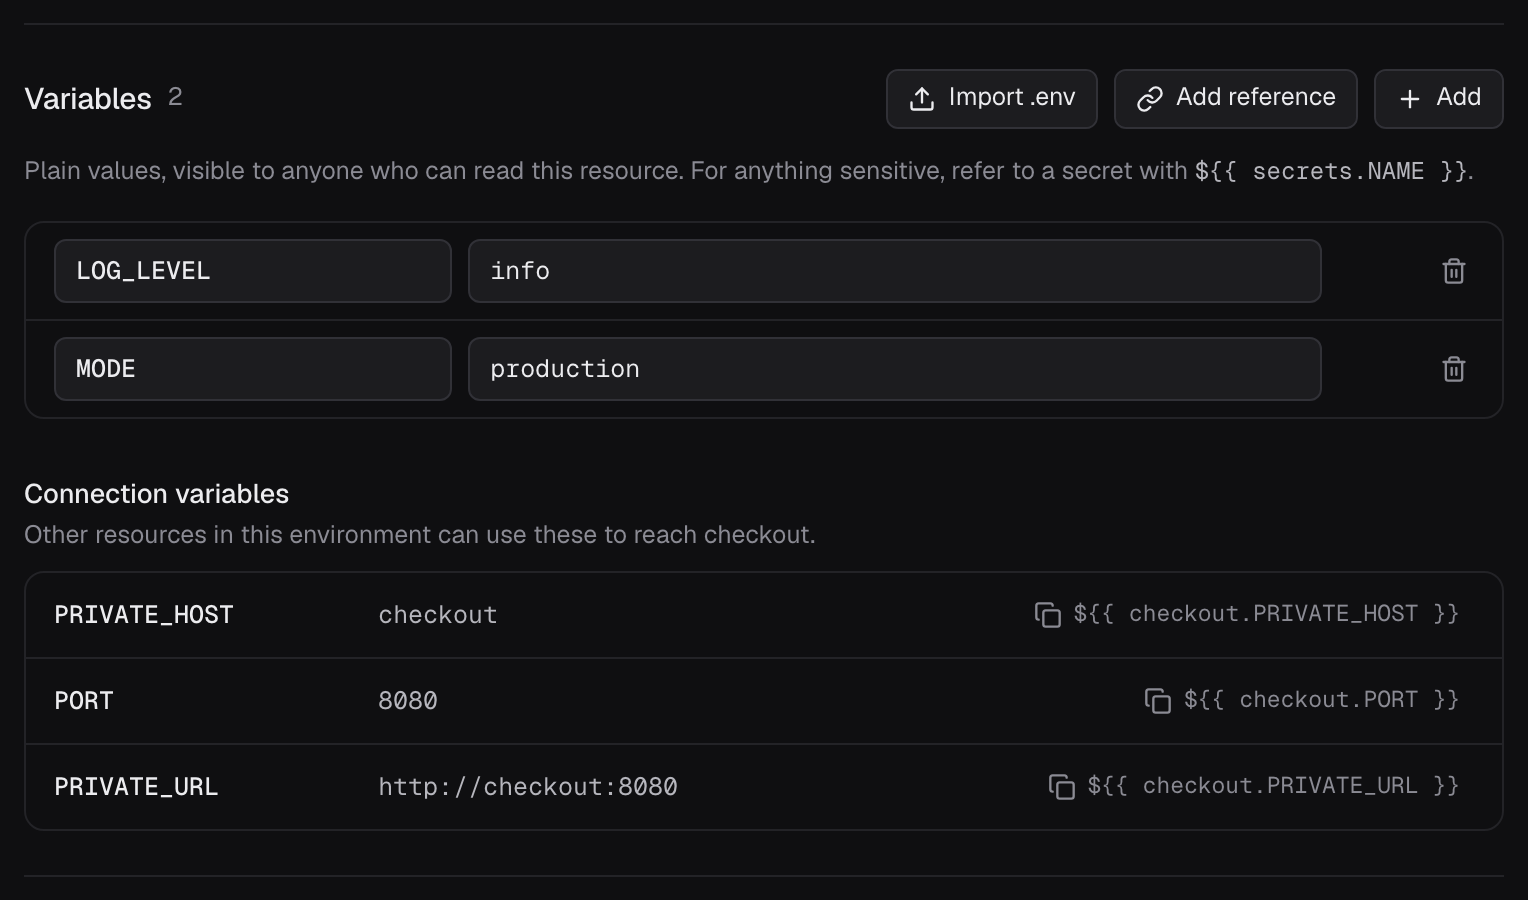 Variables 2
Import .env
Add reference
Add
Plain values, visible to anyone who can read this resource. For anything sensitive, refer to a secret with ${{ secrets.NAME }}.
LOG_LEVEL info
MODE production
Connection variables
Other resources in this environment can use these to reach checkout.
PRIVATE_HOST checkout ${{ checkout.PRIVATE_HOST }}
PORT 8080 ${{ checkout.PORT }}
PRIVATE_URL http://checkout:8080 ${{ checkout.PRIVATE_URL }}